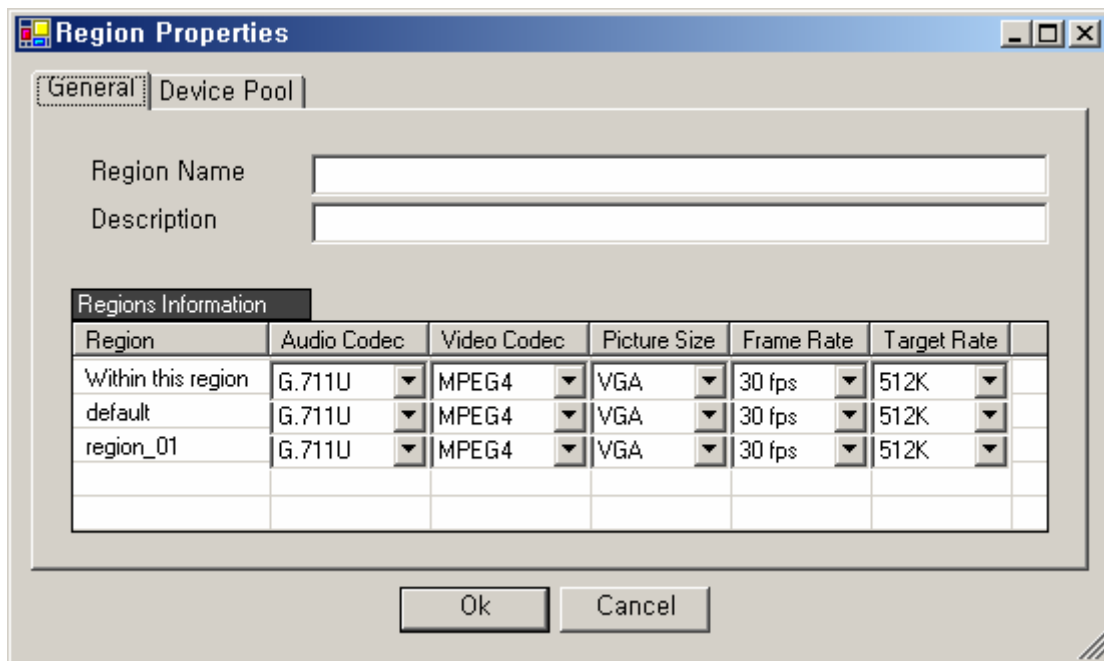 Region Properties
General Device Pool
Region Name
Description
Regions Information
Region Audio Codec Video Codec Picture Size Frame Rate Target Rate
Within this region G.711U MPEG4 VGA 30 fps 512K
default G.711U MPEG4 VGA 30 fps 512K
region_01 G.711U MPEG4 VGA 30 fps 512K
Ok Cancel